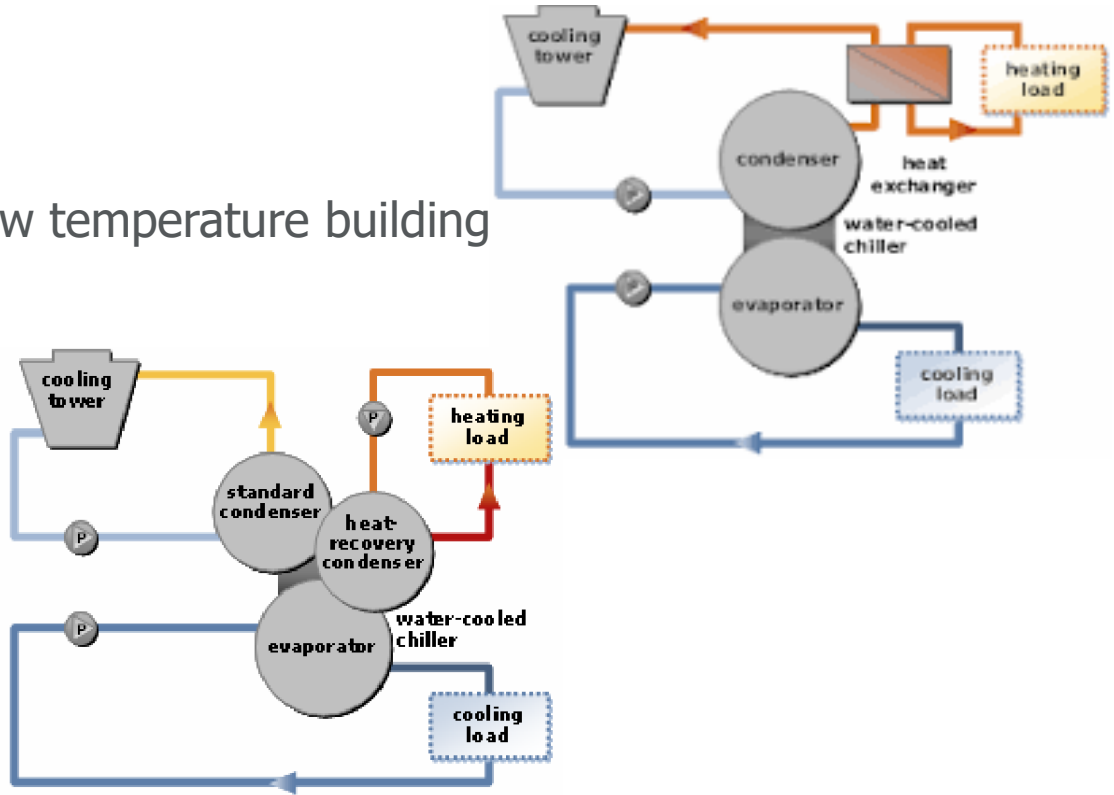 cooling
tower
heating
load
condenser
heat
exchanger
P
water-cooled
chiller
P
evaporator
cooling
load
w temperature building
cooling
tower
P
heating
load
standard
condenser
heat-
recovery
condenser
P
P
water-cooled
chiller
evaporator
cooling
load